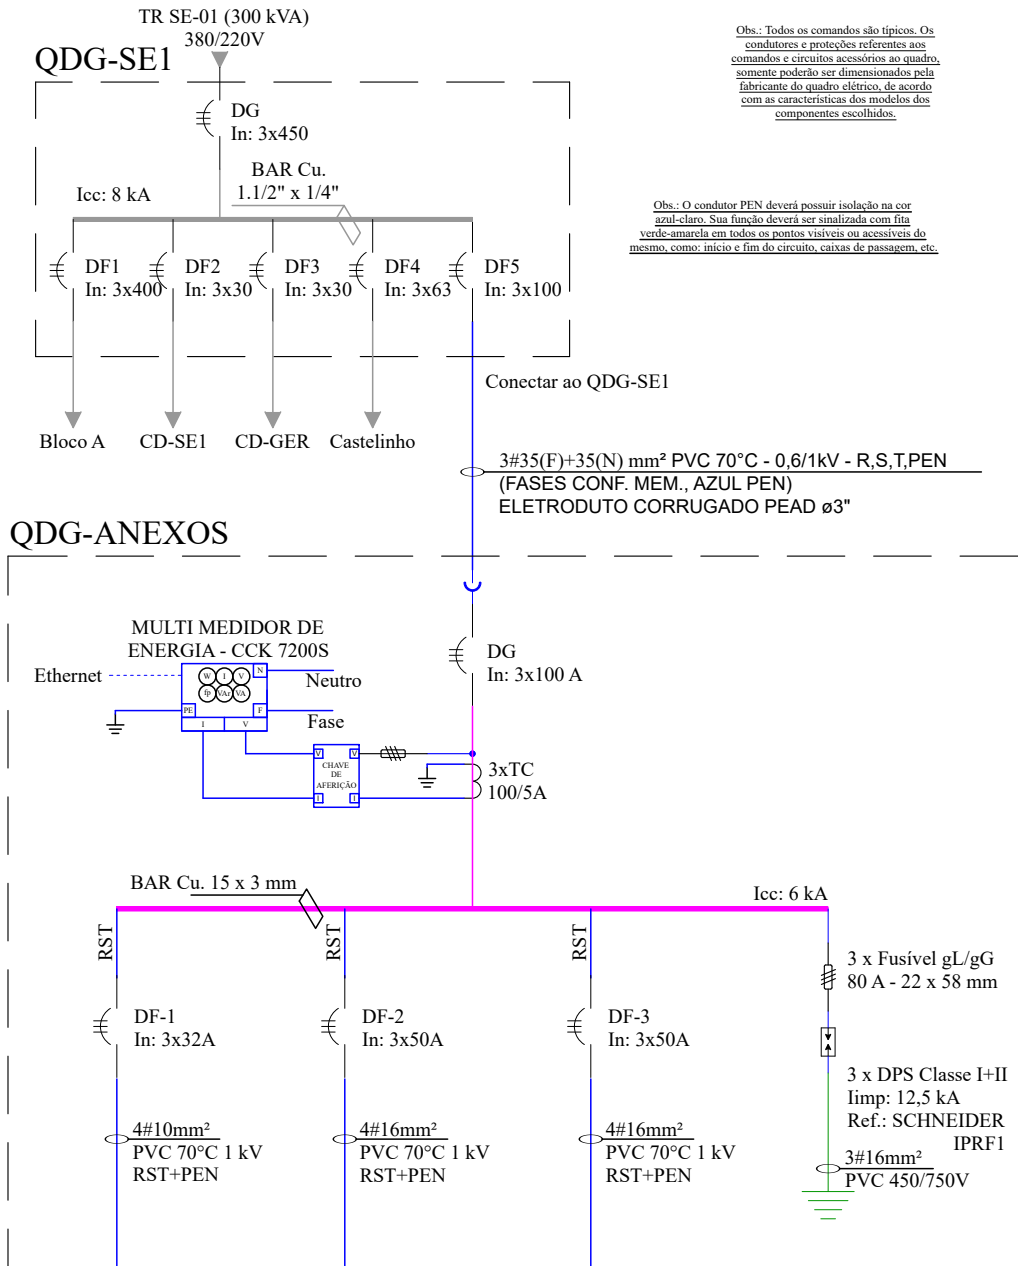 TR SE-01 (300 kVA)
380/220V
QDG-SE1
DG
In: 3x450
BAR Cu.
1.1/2" x 1/4"
Icc: 8 kA
DF1
In: 3x400
DF2
In: 3x30
DF3
In: 3x30
DF4
In: 3x63
DF5
In: 3x100
Obs.: Todos os comandos são típicos. Os
condutores e proteções referentes aos
comandos e circuitos acessórios ao quadro,
somente poderão ser dimensionados pela
fabricante do quadro elétrico, de acordo
com as características dos modelos dos
componentes escolhidos.
Obs.: O condutor PEN deverá possuir isolação na cor
azul-claro. Sua função deverá ser sinalizada com fita
verde-amarela em todos os pontos visíveis ou acessíveis do
mesmo, como: início e fim do circuito, caixas de passagem, etc.
Conectar ao QDG-SE1
Bloco A
CD-SE1
CD-GER
Castelinho
3#35(F)+35(N) mm² PVC 70°C - 0,6/1kV - R,S,T,PEN
(FASES CONF. MEM., AZUL PEN)
ELETRODUTO CORRUGADO PEAD ø3"
QDG-ANEXOS
MULTI MEDIDOR DE
ENERGIA - CCK 7200S
Ethernet
W I V
fp VAr VA
N
PE
F
I
V
Neutro
Fase
DG
In: 3x100 A
V
V
CHAVE
DE
AFERIÇÃO
I
I
3xTC
100/5A
BAR Cu. 15 x 3 mm
Icc: 6 kA
RST
RST
RST
DF-1
In: 3x32A
DF-2
In: 3x50A
DF-3
In: 3x50A
3 x Fusível gL/gG
80 A - 22 x 58 mm
3 x DPS Classe I+II
Iimp: 12,5 kA
Ref.: SCHNEIDER
IPRF1
4#10mm²
PVC 70°C 1 kV
RST+PEN
4#16mm²
PVC 70°C 1 kV
RST+PEN
4#16mm²
PVC 70°C 1 kV
RST+PEN
3#16mm²
PVC 450/750V